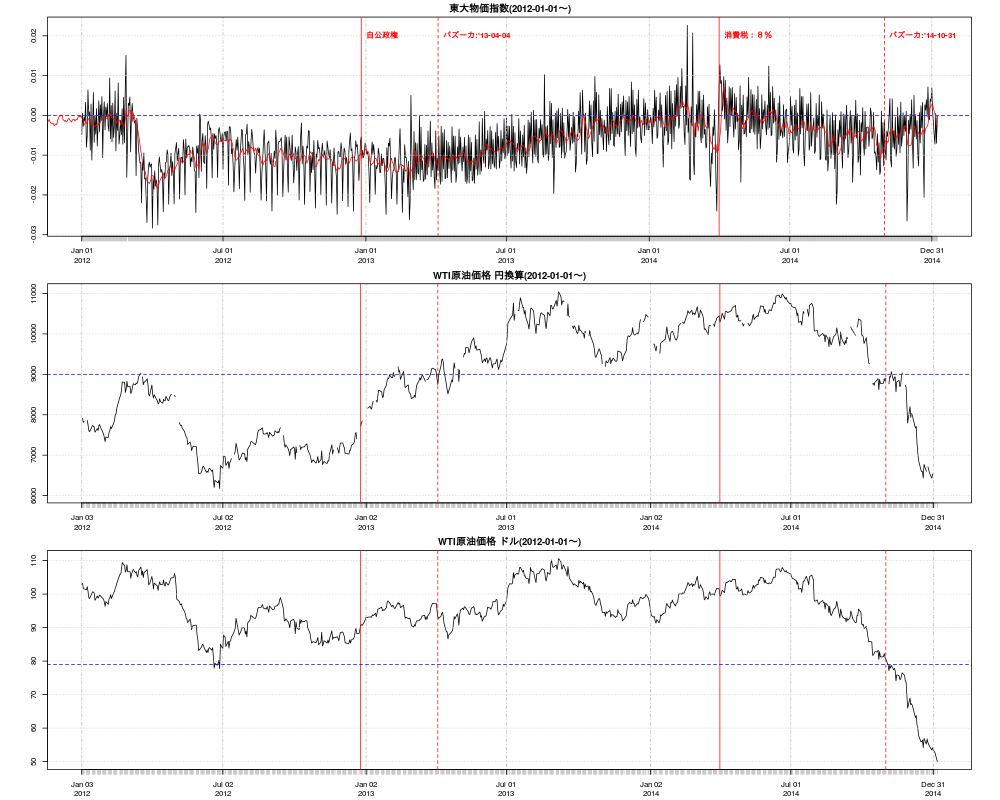 東大物価指数(2012-01-01〜)
0.02
0.01
0.00
-0.01
-0.02
-0.03
自公政権
バズーカ:'13-04-04
消費税：８％
バズーカ:'14-10-31
Jan 01 2012
Jul 01 2012
Jan 01 2013
Jul 01 2013
Jan 01 2014
Jul 01 2014
Dec 31 2014
WTI原油価格 円換算(2012-01-01〜)
11000
10000
9000
8000
7000
6000
Jan 03 2012
Jul 02 2012
Jan 02 2013
Jul 01 2013
Jan 02 2014
Jul 01 2014
Dec 31 2014
WTI原油価格 ドル(2012-01-01〜)
110
100
90
80
70
60
50
Jan 03 2012
Jul 02 2012
Jan 02 2013
Jul 01 2013
Jan 02 2014
Jul 01 2014
Dec 31 2014